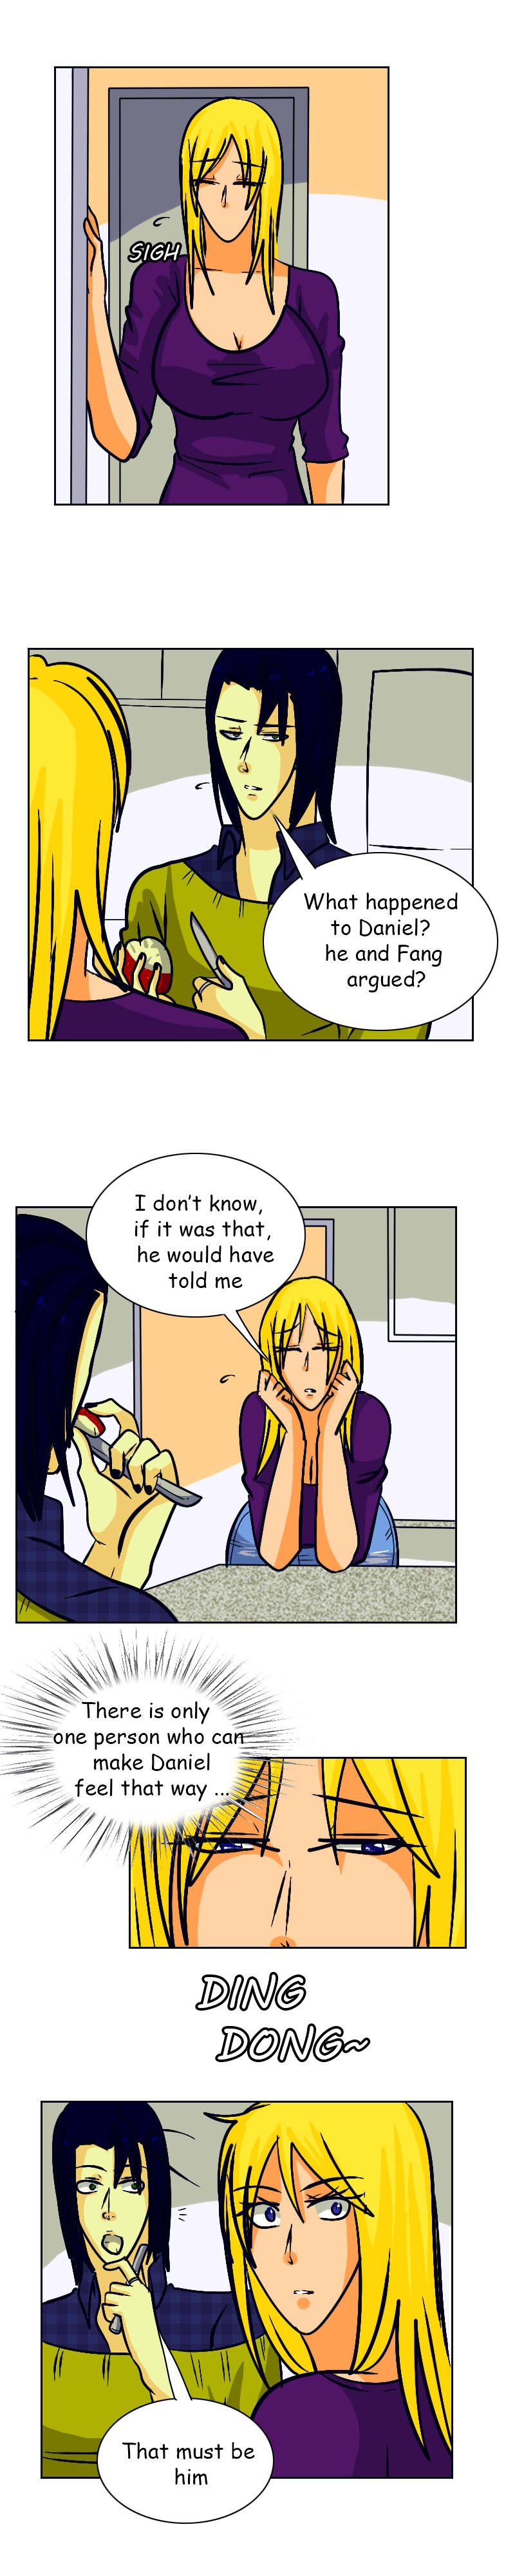 SIGH
What happened
to Daniel?
he and Fang
argued?
I don't know,
if it was that,
he would have
told me
There is only
one person who can
make Daniel
feel that way ...
DING
DONG~
That must be
him